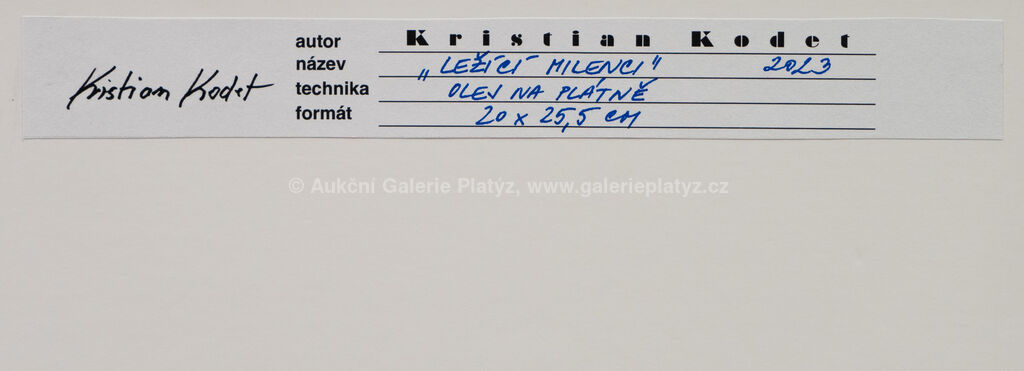 autor Kristian Kodet
název „LEŽÍCÍ MILENCI" 2023
Kristian Kodet
technika OLEJ NA PLÁTNĚ
formát 20 x 25,5 CM
© Aukční Galerie Platýz, www.galerieplatyz.cz